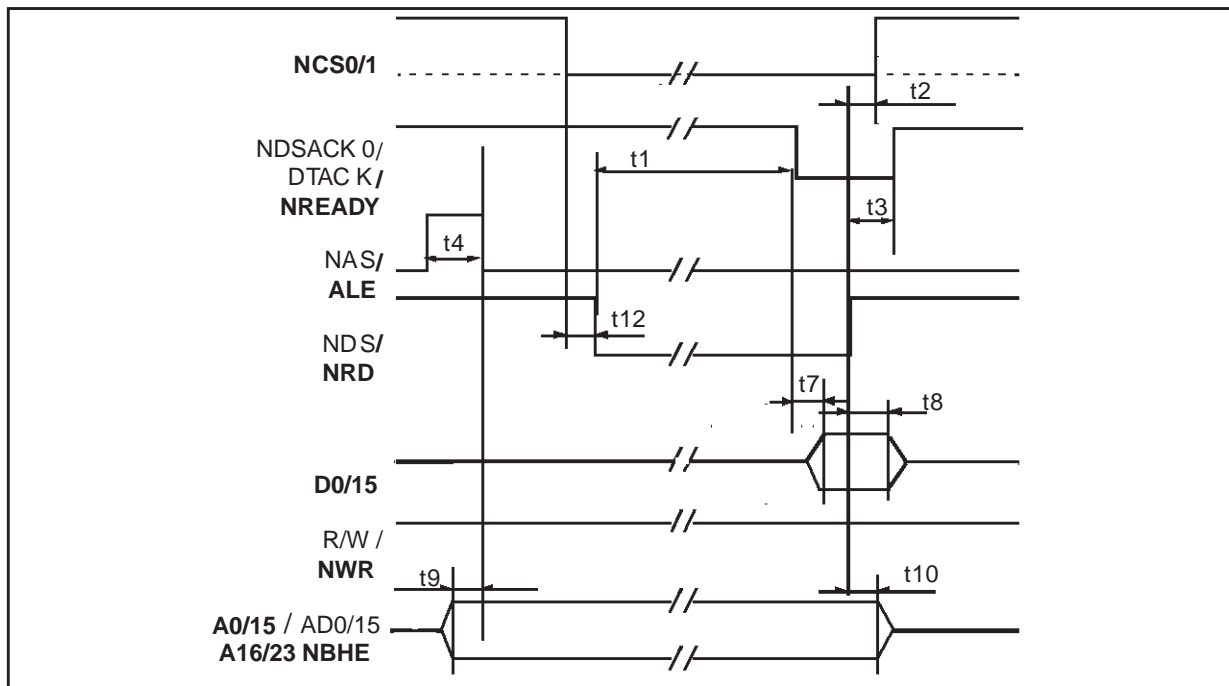 NCS0/1
t2
NDSACK 0/
DTAC K/
NREADY
t1
t3
t4
NAS/
ALE
t12
NDS/
NRD
t7
t8
D0/15
R/W /
NWR
t9
t10
A0/15 / AD0/15
A16/23 NBHE